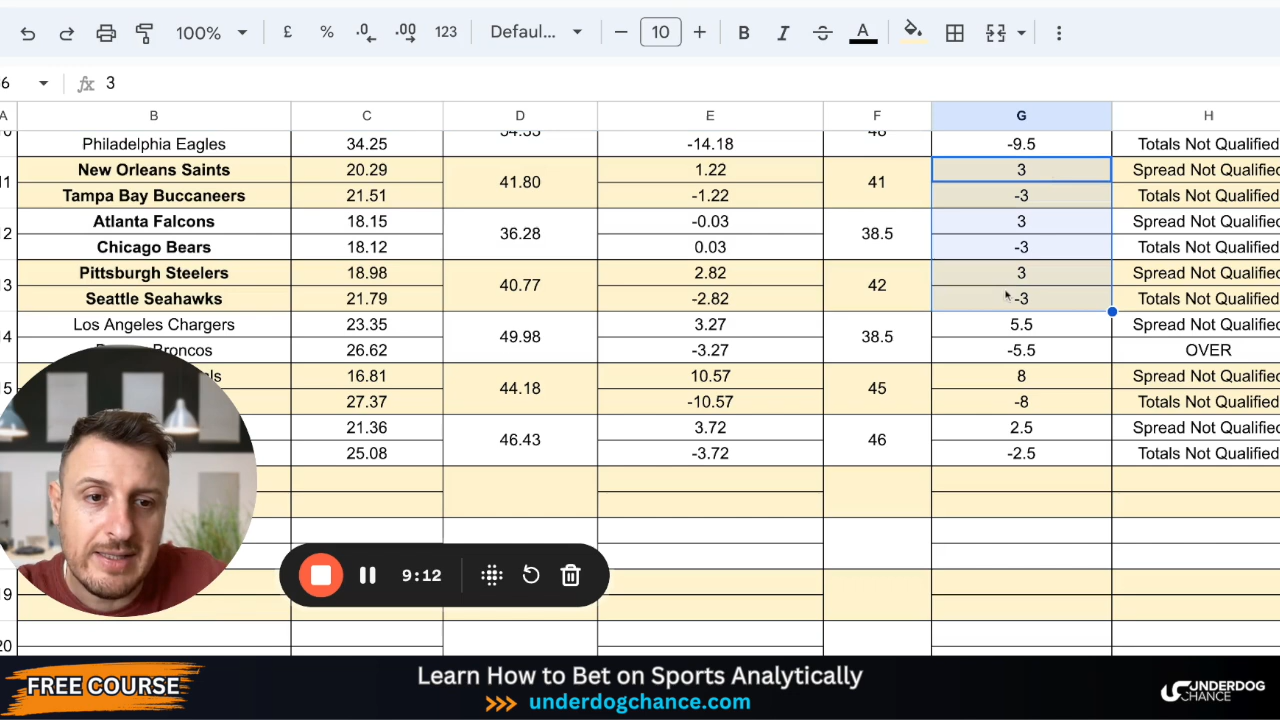 100% £ % .0 .00 123 Defaul... 10 B I S A
fx 3
A B C D E F G H
Philadelphia Eagles 34.25 -14.18 -9.5 Totals Not Qualified
11 New Orleans Saints 20.29 41.80 1.22 41 3 Spread Not Qualified
Tampa Bay Buccaneers 21.51 -1.22 -3 Totals Not Qualified
12 Atlanta Falcons 18.15 36.28 -0.03 38.5 3 Spread Not Qualified
Chicago Bears 18.12 0.03 -3 Totals Not Qualified
Pittsburgh Steelers 18.98 40.77 2.82 42 3 Spread Not Qualified
Seattle Seahawks 21.79 -2.82 -3 Totals Not Qualified
Los Angeles Chargers 23.35 49.98 3.27 38.5 5.5 Spread Not Qualified
Broncos 26.62 -3.27 -5.5 OVER
16.81 44.18 10.57 45 8 Spread Not Qualified
27.37 -10.57 -8 Totals Not Qualified
21.36 46.43 3.72 46 2.5 Spread Not Qualified
25.08 -3.72 -2.5 Totals Not Qualified
9:12
20
FREE COURSE
Learn How to Bet on Sports Analytically
>>> underdogchance.com
UNDERDOG
CHANCE